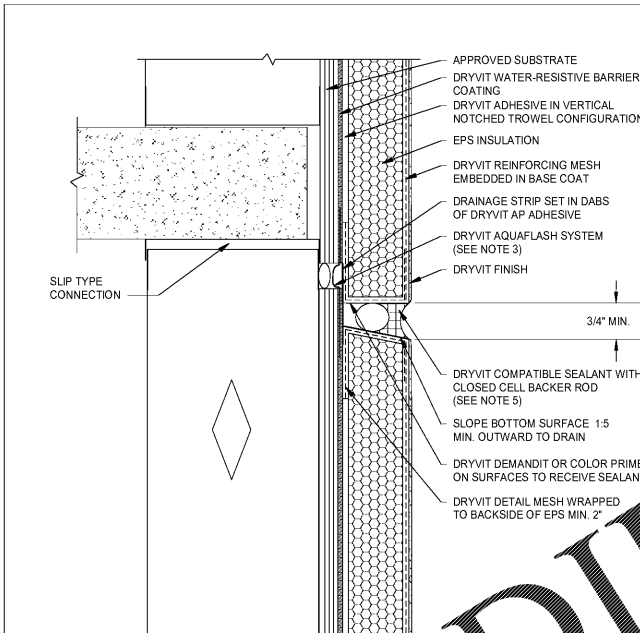 APPROVED SUBSTRATE
DRYVIT WATER-RESISTIVE BARRIER
COATING
DRYVIT ADHESIVE IN VERTICAL
NOTCHED TROWEL CONFIGURATION
EPS INSULATION
DRYVIT REINFORCING MESH
EMBEDDED IN BASE COAT
DRAINAGE STRIP SET IN DABS
OF DRYVIT AP ADHESIVE
DRYVIT AQUAFLASH SYSTEM
(SEE NOTE 3)
DRYVIT FINISH
SLIP TYPE
CONNECTION
3/4" MIN.
DRYVIT COMPATIBLE SEALANT WITH
CLOSED CELL BACKER ROD
(SEE NOTE 5)
SLOPE BOTTOM SURFACE 1:5
MIN. OUTWARD TO DRAIN
DRYVIT DEMANDIT OR COLOR PRIME
ON SURFACES TO RECEIVE SEALAN
DRYVIT DETAIL MESH WRAPPED
TO BACKSIDE OF EPS MIN. 2"